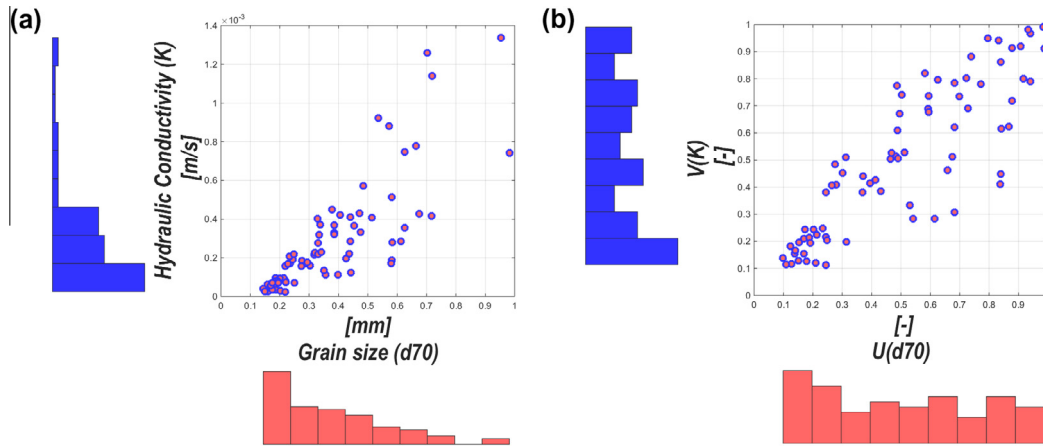 (a)
1.4 ×10⁻³
1.2
1
0.8
0.6
0.4
0.2
0
Hydraulic Conductivity (K)
[m/s]
0 0.1 0.2 0.3 0.4 0.5 0.6 0.7 0.8 0.9 1
[mm]
Grain size (d70)
(b)
1
0.9
0.8
0.7
0.6
0.5
0.4
0.3
0.2
0.1
0
V(K)
[-]
0 0.1 0.2 0.3 0.4 0.5 0.6 0.7 0.8 0.9
[-]
U(d70)